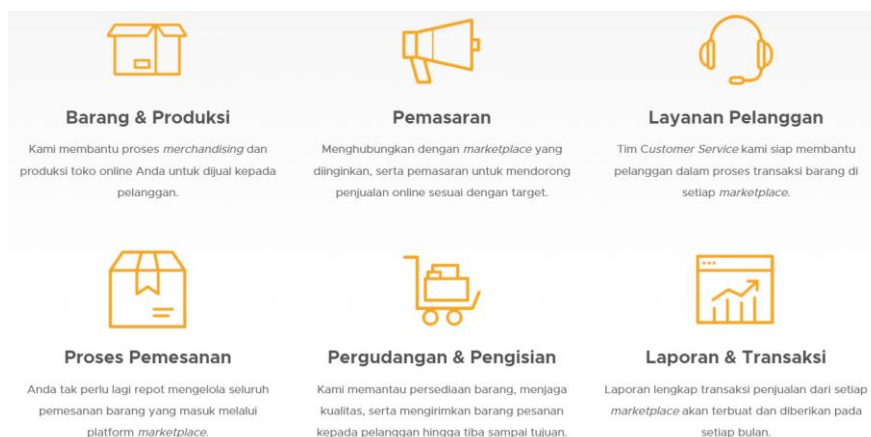 Barang & Produksi
Kami membantu proses merchandising dan
produksi toko online Anda untuk dijual kepada
pelanggan.
Pemasaran
Menghubungkan dengan marketplace yang
diinginkan, serta pemasaran untuk mendorong
penjualan online sesuai dengan target.
Layanan Pelanggan
Tim Customer Service kami siap membantu
pelanggan dalam proses transaksi barang di
setiap marketplace.
Proses Pemesanan
Anda tak perlu lagi repot mengelola seluruh
pemesanan barang yang masuk melalui
platform marketplace.
Pergudangan & Pengisian
Kami memantau persediaan barang, menjaga
kualitas, serta mengirimkan barang pesanan
kepada pelanggan hingga tiba sampai tujuan.
Laporan & Transaksi
Laporan lengkap transaksi penjualan dari setiap
marketplace akan terbuat dan diberikan pada
setiap bulan.